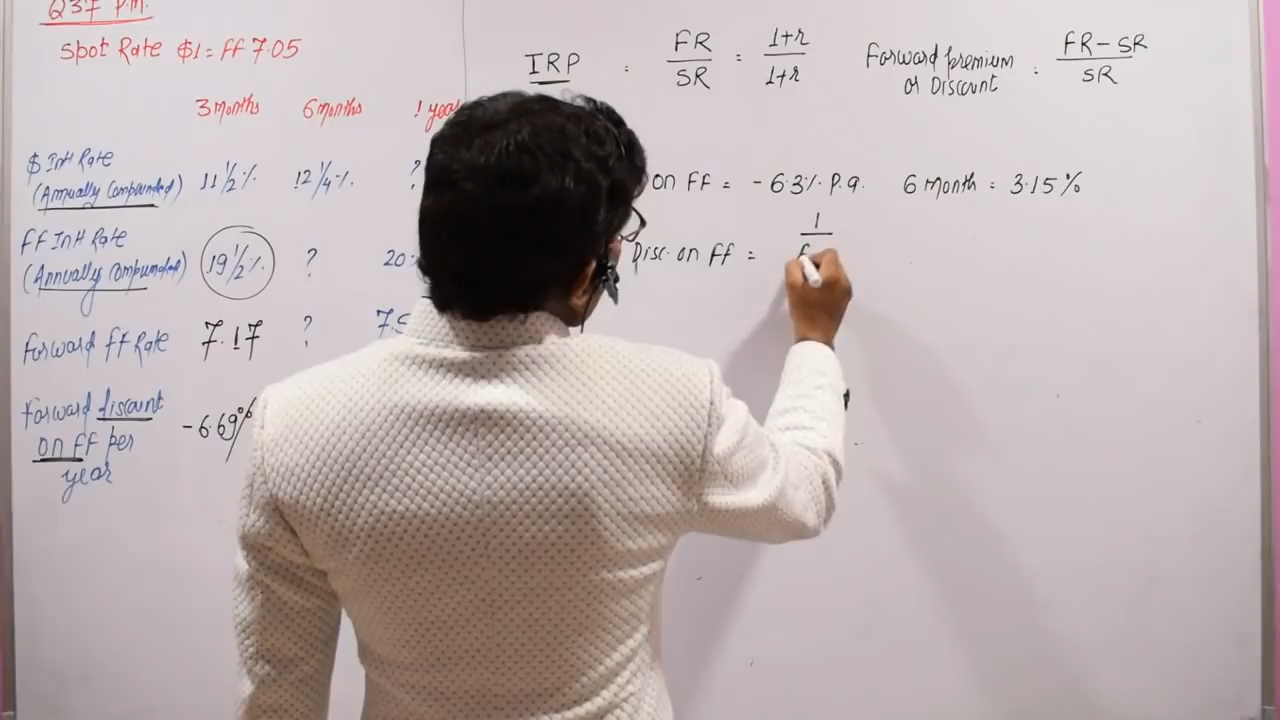 Q37 P.M.
Spot Rate $1 = FF 7.05
3 months 6 months 1 year
$ Int Rate
(Annually Compounded) 11 1/2 % 12 1/4 % ?
FF Int Rate
(Annually Compounded) 19 1/2 % ? 20
Forward FF Rate 7.17 ? 7.5
Forward discount
on FF per
year -6.69%
IRP : FR/SR = 1+r/1+r
Forward premium or Discount : FR - SR/SR
on FF = - 6.3% P.a. 6 Month = 3.15%
Disc. on FF = 1/f